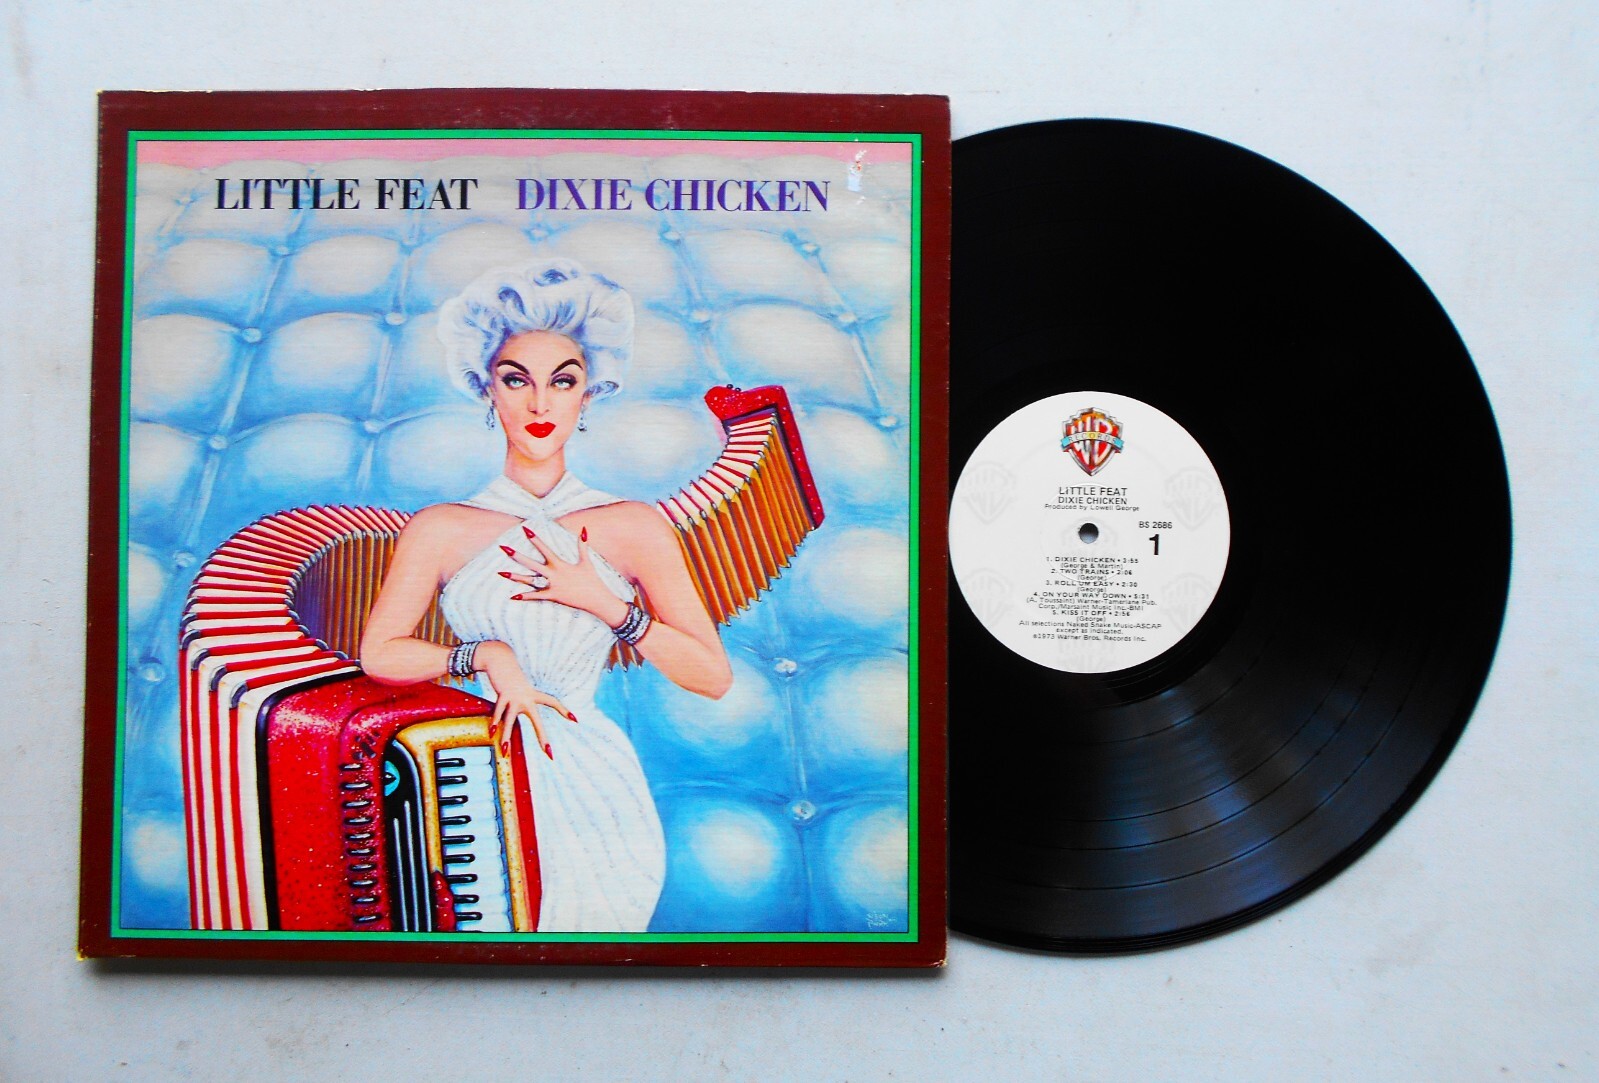 LITTLE FEAT DIXIE CHICKEN
RECORDS
LITTLE FEAT
DIXIE CHICKEN
Produced by Lowell George
BS 2686
1
1. DIXIE CHICKEN • 3:55
(George & Martin)
2. TWO TRAINS • 3:06
(George)
3. ROLL UM EASY • 2:30
(George)
4. ON YOUR WAY DOWN • 5:31
(A. Toussaint) Warner-Tamerlane Pub.
Corp./Marsaint Music Inc.-BMI
5. KISS IT OFF • 2:56
(George)
All selections Naked Snake Music-ASCAP
except as indicated.
℗1973 Warner Bros. Records Inc.